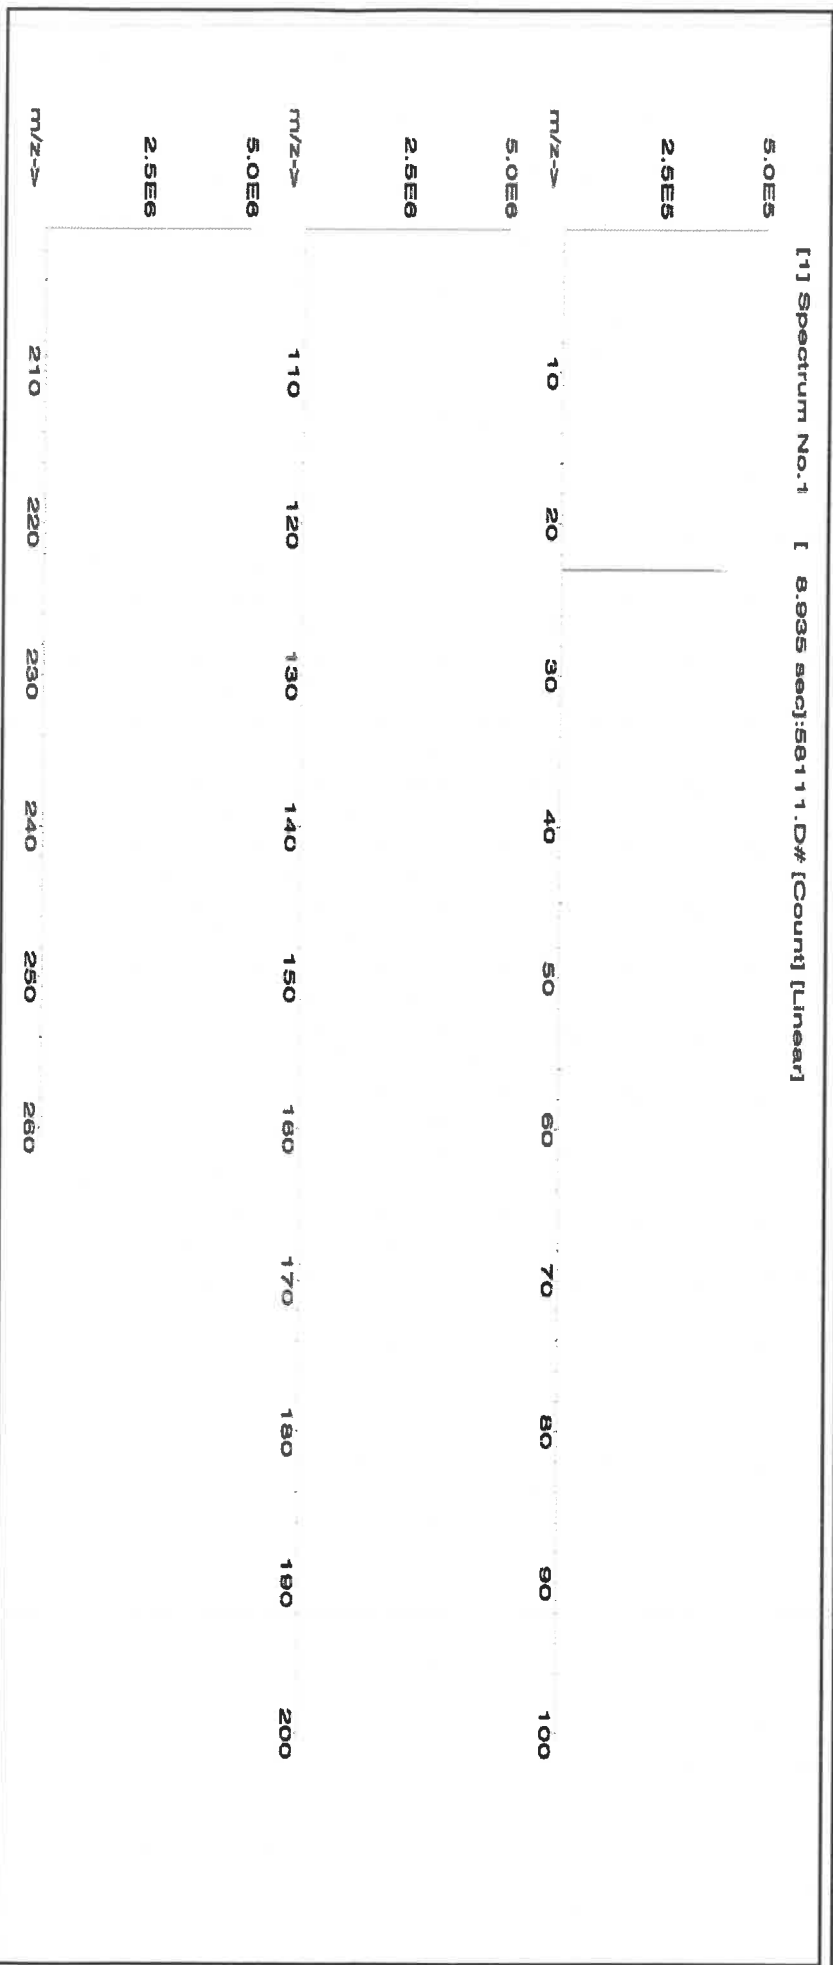 [1] Spectrum No.1 [ 8.935 sec]:58111.D# [Count] [Linear]
5.0E5
2.5E5
m/z-> 10 20 30 40 50 60 70 80 90 100
5.0E6
2.5E6
m/z-> 110 120 130 140 150 160 170 180 190 200
5.0E6
2.5E6
m/z-> 210 220 230 240 250 260